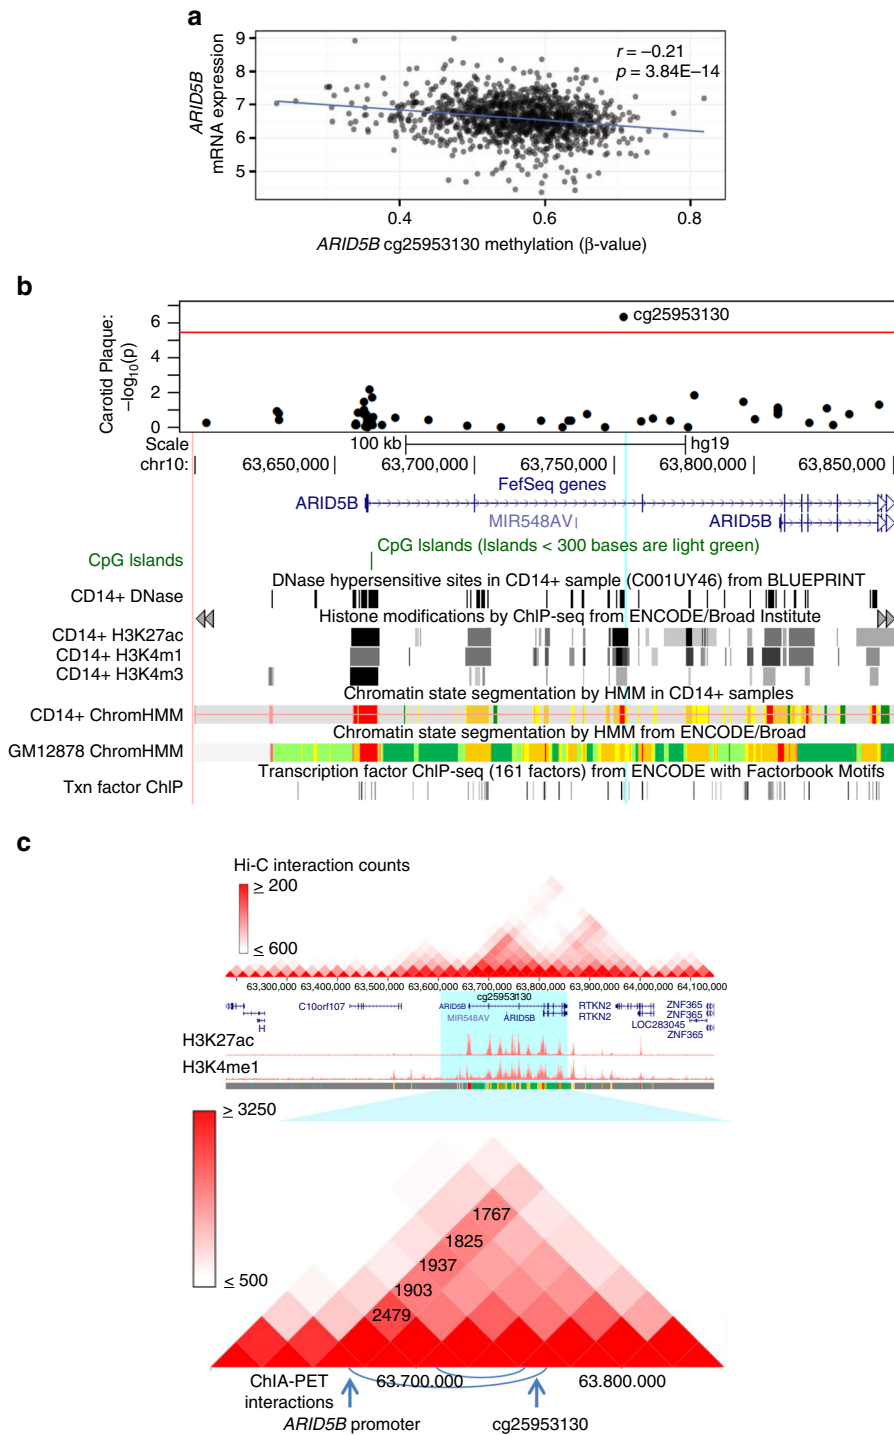 a
ARID5B
mRNA expression
9
8
7
6
5
r = −0.21
p = 3.84E−14
0.4 0.6 0.8
ARID5B cg25953130 methylation (β-value)
b
Carotid Plaque:
−log10(p)
6
4
2
0
cg25953130
Scale 100 kb hg19
chr10: 63,650,000 63,700,000 63,750,000 63,800,000 63,850,000
FefSeq genes
ARID5B
MIR548AV ARID5B
CpG Islands (Islands < 300 bases are light green)
CpG Islands
DNase hypersensitive sites in CD14+ sample (C001UY46) from BLUEPRINT
CD14+ DNase
Histone modifications by ChIP-seq from ENCODE/Broad Institute
CD14+ H3K27ac
CD14+ H3K4m1
CD14+ H3K4m3
Chromatin state segmentation by HMM in CD14+ samples
CD14+ ChromHMM
Chromatin state segmentation by HMM from ENCODE/Broad
GM12878 ChromHMM
Transcription factor ChIP-seq (161 factors) from ENCODE with Factorbook Motifs
Txn factor ChIP
c
Hi-C interaction counts
≥ 200
≤ 600
63,300,000 63,400,000 63,500,000 63,600,000 63,700,000 63,800,000 63,900,000 64,000,000 64,100,000
cg25953130
C10orf107 ARID5B RTKN2 ZNF365
MIR548AV ARID5B RTKN2 ZNF365
H LOC283045
ZNF365
H3K27ac
H3K4me1
≥ 3250
≤ 500
1767
1825
1937
1903
2479
ChIA-PET
interactions
63.700.000 63.800.000
ARID5B promoter cg25953130